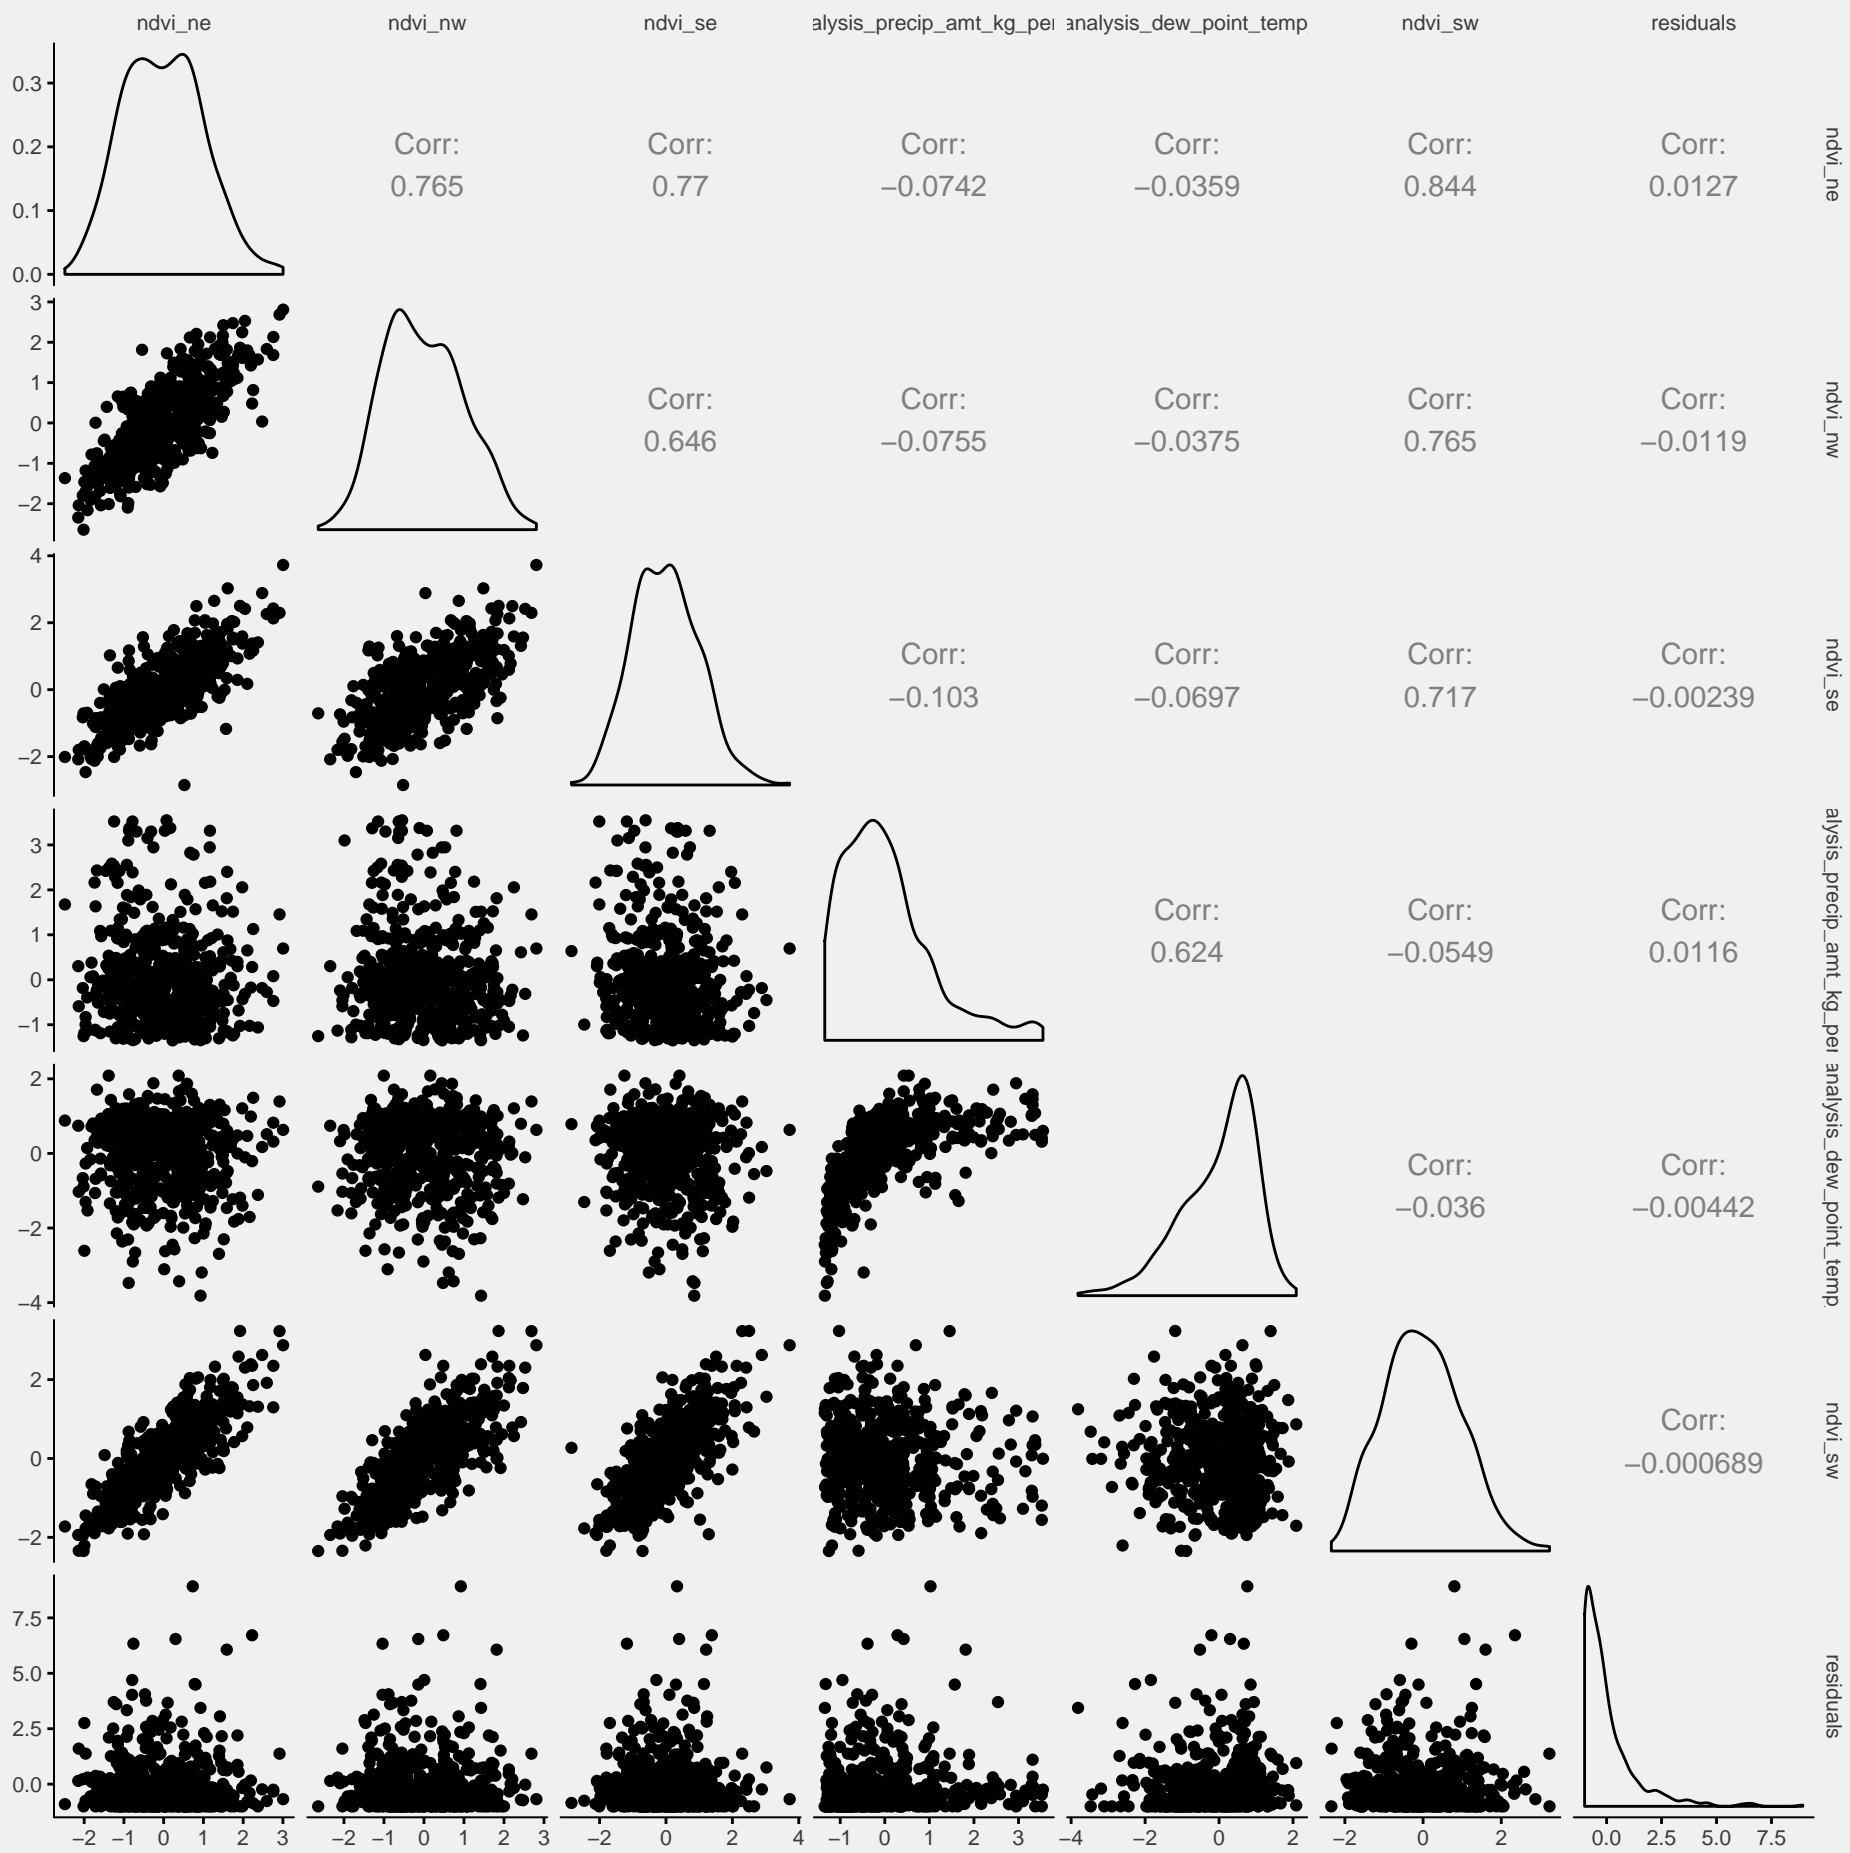 ndvi_ne ndvi_nw ndvi_se alysis_precip_amt_kg_per analysis_dew_point_temp ndvi_sw residuals
0.3
0.2
0.1
0.0
Corr: Corr: Corr: Corr: Corr: Corr:
0.765 0.77 −0.0742 −0.0359 0.844 0.0127
ndvi_ne
3
2
1
0
−1
−2
Corr: Corr: Corr: Corr: Corr:
0.646 −0.0755 −0.0375 0.765 −0.0119
ndvi_nw
4
2
0
−2
Corr: Corr: Corr: Corr:
−0.103 −0.0697 0.717 −0.00239
ndvi_se
3
2
1
0
−1
Corr: Corr: Corr:
0.624 −0.0549 0.0116
alysis_precip_amt_kg_per
2
0
−2
−4
Corr: Corr:
−0.036 −0.00442
analysis_dew_point_temp
2
0
−2
Corr:
−0.000689
ndvi_sw
7.5
5.0
2.5
0.0
residuals
−2 −1 0 1 2 3 −2 −1 0 1 2 3 −2 0 2 4 −1 0 1 2 3 −4 −2 0 2 −2 0 2 0.0 2.5 5.0 7.5